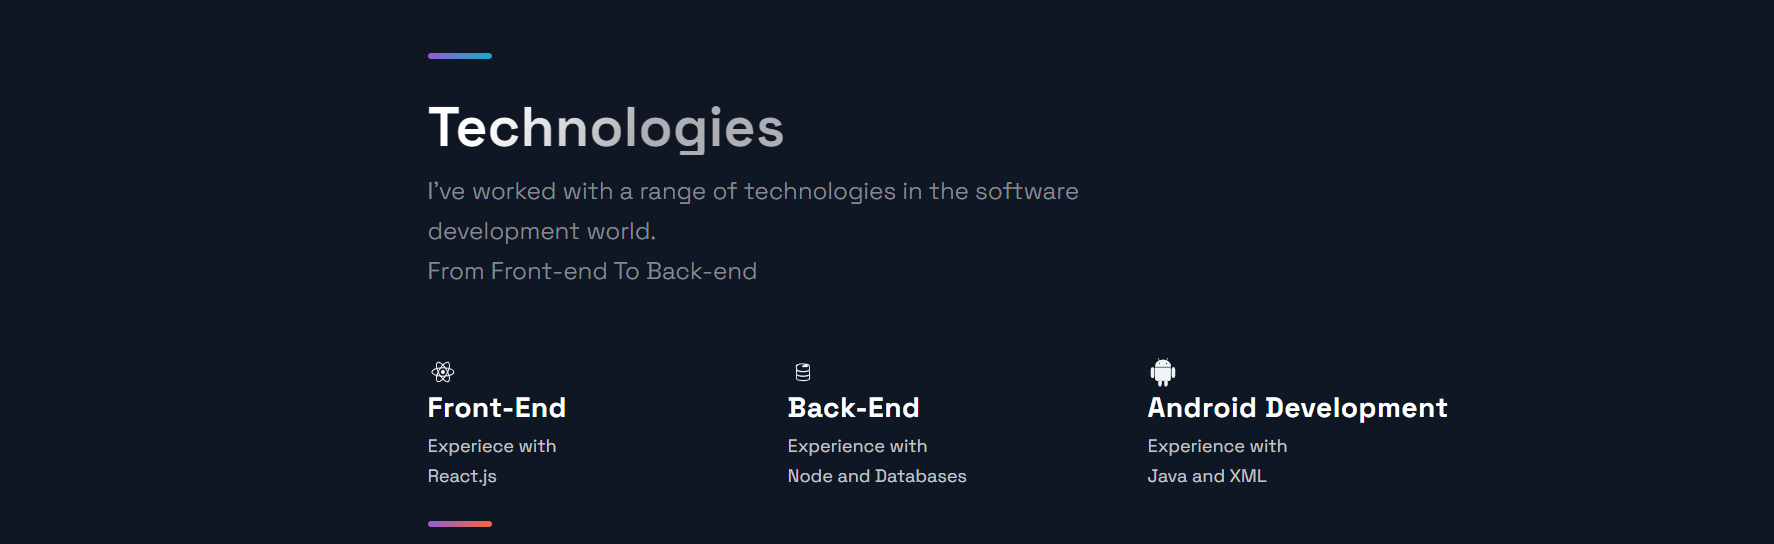 Technologies
I've worked with a range of technologies in the software
development world.
From Front-end To Back-end
Front-End
Experiece with
React.js
Back-End
Experience with
Node and Databases
Android Development
Experience with
Java and XML